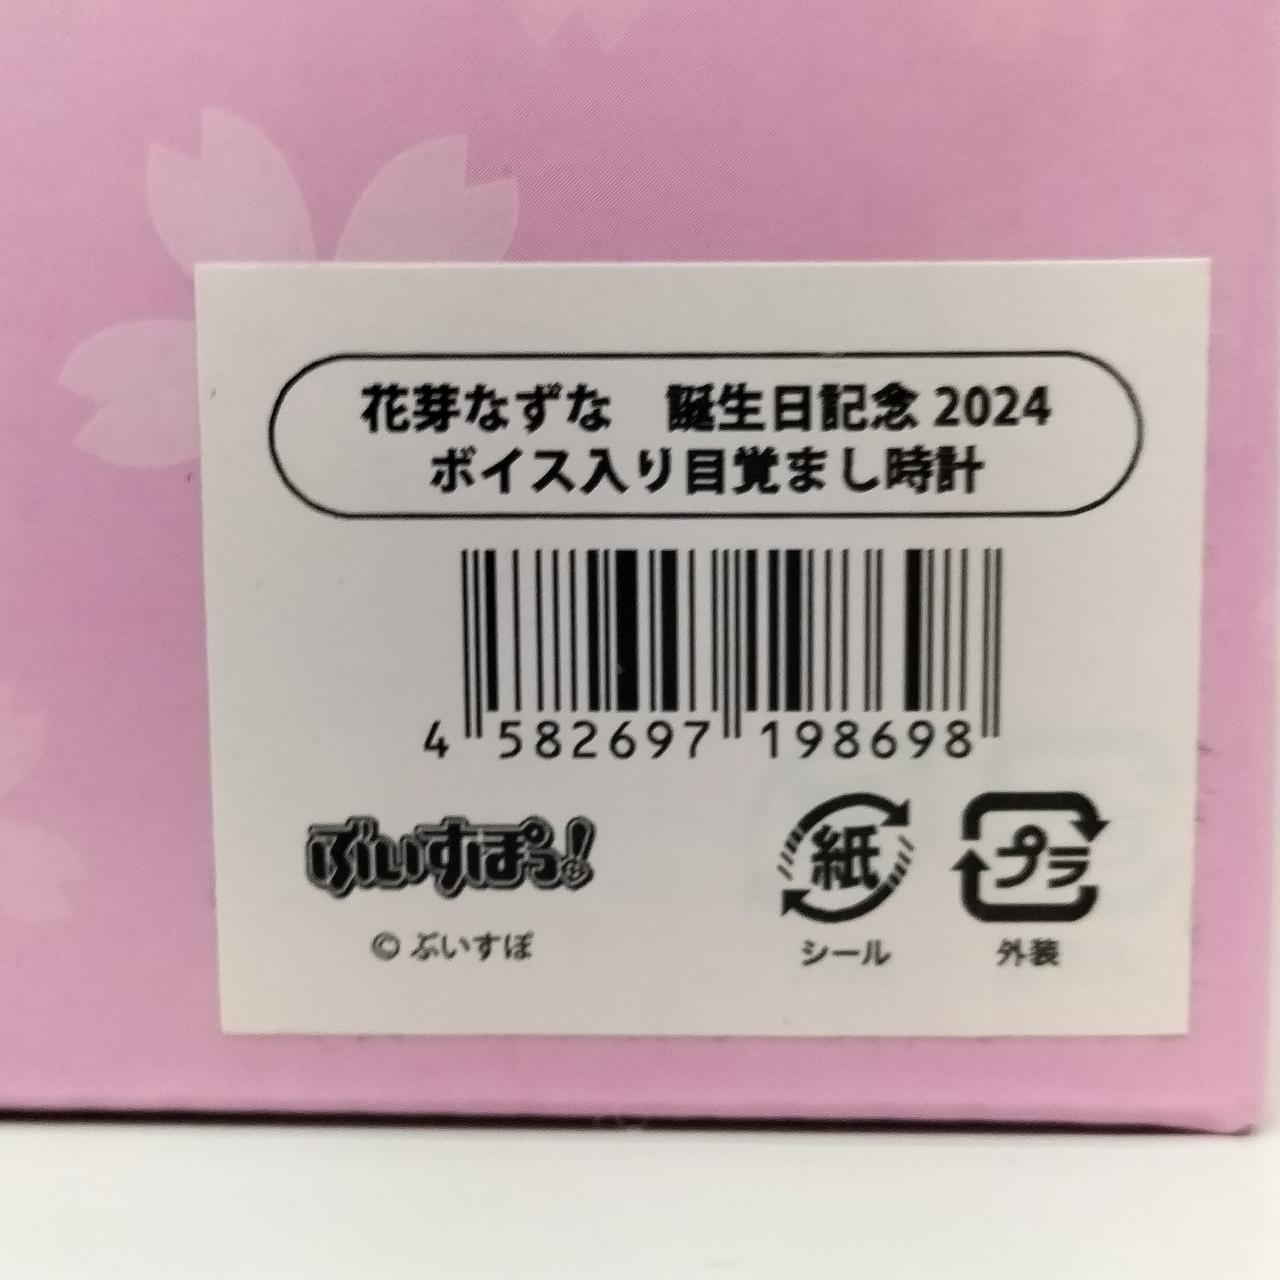 花芽なずな　誕生日記念 2024
ボイス入り目覚まし時計
4 582697 198698
ぶいすぽっ!
© ぶいすぽ
紙
シール
プラ
外装